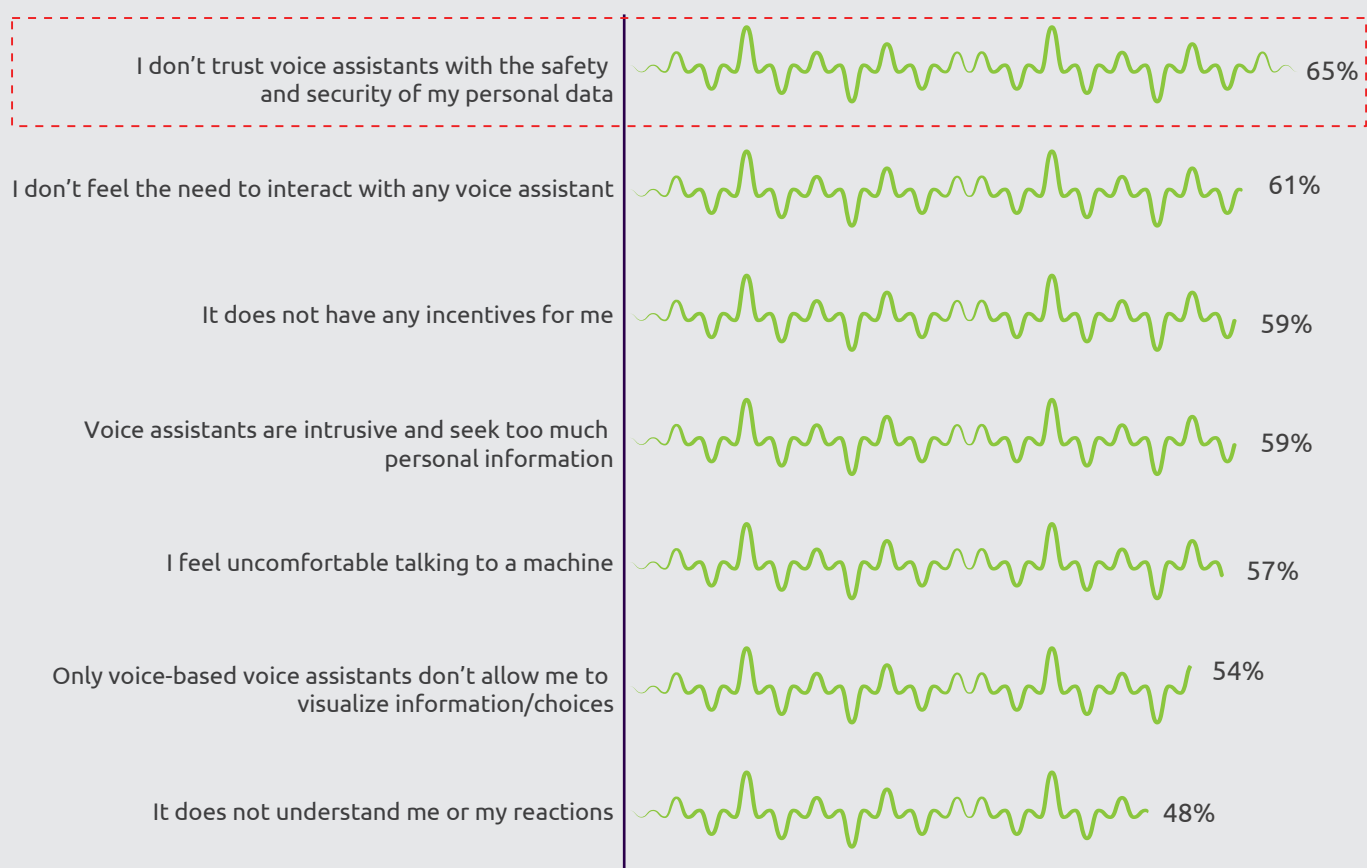 I don’t trust voice assistants with the safety
and security of my personal data
65%
I don’t feel the need to interact with any voice assistant
61%
It does not have any incentives for me
59%
Voice assistants are intrusive and seek too much
personal information
59%
I feel uncomfortable talking to a machine
57%
Only voice-based voice assistants don’t allow me to
visualize information/choices
54%
It does not understand me or my reactions
48%